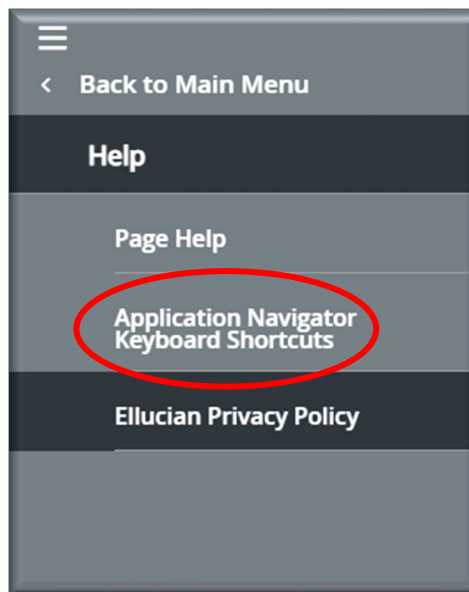 Back to Main Menu
Help
Page Help
Application Navigator
Keyboard Shortcuts
Ellucian Privacy Policy